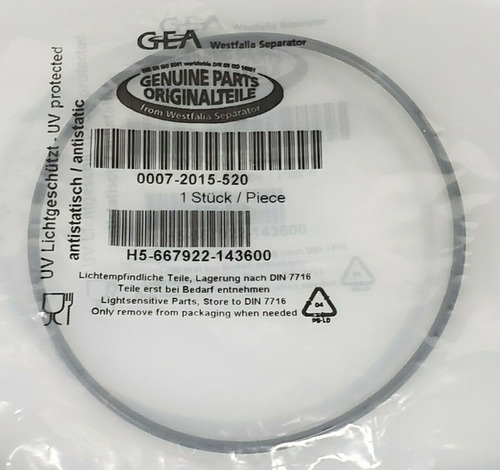 GEA Westfalia Separator
GENUINE PARTS
ORIGINALTEILE
from Westfalia Separator
0007-2015-520
1 Stück / Piece
H5-667922-143600
Lichtempfindliche Teile, Lagerung nach DIN 7716
Teile erst bei Bedarf entnehmen
Lightsensitive Parts, Store to DIN 7716
Only remove from packaging when needed
04
PE-LD
UV Lichtgeschützt - UV protected
antistatisch / antistatic